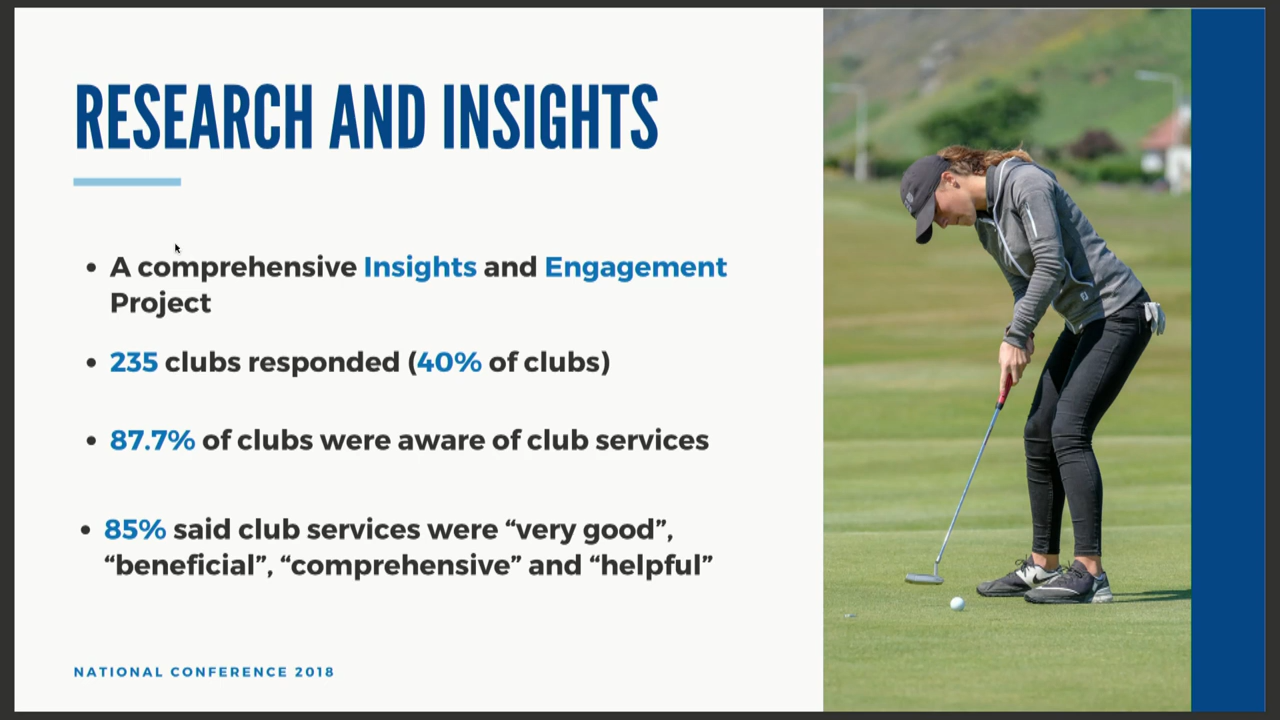 RESEARCH AND INSIGHTS
• A comprehensive Insights and Engagement
Project
• 235 clubs responded (40% of clubs)
• 87.7% of clubs were aware of club services
• 85% said club services were “very good”,
“beneficial”, “comprehensive” and “helpful”
NATIONAL CONFERENCE 2018